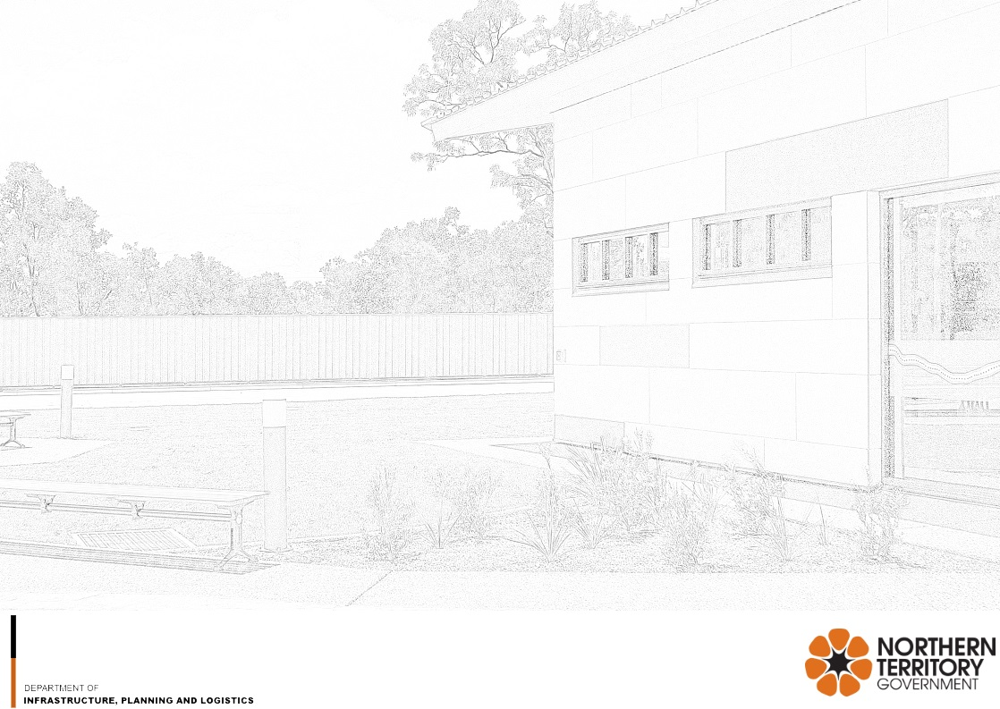 DEPARTMENT OF
INFRASTRUCTURE, PLANNING AND LOGISTICS
NORTHERN
TERRITORY
GOVERNMENT